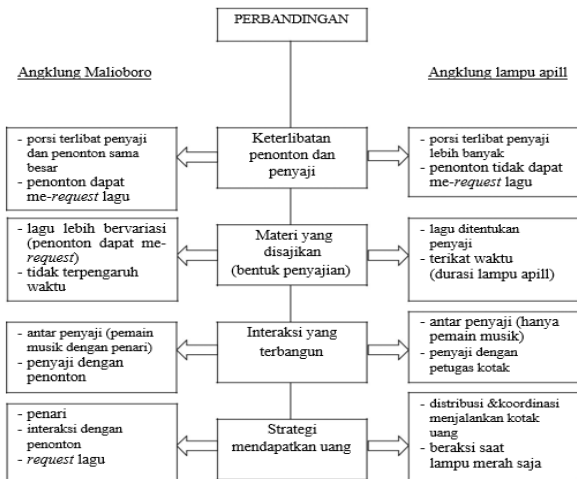 PERBANDINGAN
Angklung Malioboro
Angklung lampu apill
- porsi terlibat penyaji
dan penonton sama
besar
- penonton dapat
me-request lagu
Keterlibatan
penonton dan
penyaji
- porsi terlibat penyaji
lebih banyak
- penonton tidak dapat
me-request lagu
- lagu lebih bervariasi
(penonton dapat me-
request)
- tidak terpengaruh
waktu
Materi yang
disajikan
(bentuk penyajian)
- lagu ditentukan
penyaji
- terikat waktu
(durasi lampu apill)
- antar penyaji (pemain
musik dengan penari)
- penyaji dengan
penonton
Interaksi yang
terbangun
- antar penyaji (hanya
pemain musik)
- penyaji dengan
petugas kotak
- penari
- interaksi dengan
penonton
- request lagu
Strategi
mendapatkan uang
- distribusi &koordinasi
menjalankan kotak
uang
- beraksi saat
lampu merah saja